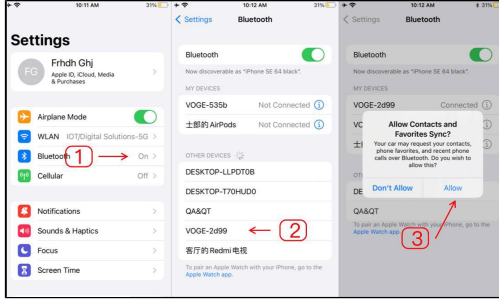 10:11 AM
31%
Settings
FG
Frhdh Ghj
Apple ID, iCloud, Media
& Purchases
Airplane Mode
WLAN IOT/Digital Solutions-5G
Bluetooth On
1
Cellular Off
Notifications
Sounds & Haptics
Focus
Screen Time
10:12 AM
31%
Settings Bluetooth
Bluetooth
Now discoverable as "iPhone SE 64 black".
MY DEVICES
VOGE-535b Not Connected
土部的 AirPods Not Connected
OTHER DEVICES
DESKTOP-LLPDT0B
DESKTOP-T70HUD0
QA&QT
VOGE-2d99
2
客厅的 Redmi 电视
To pair an Apple Watch with your iPhone, go to the
Apple Watch app.
10:12 AM
31%
Settings Bluetooth
Bluetooth
Now discoverable as "iPhone SE 64 black".
MY DEVICES
VOGE-2d99 Connected
VO
Allow Contacts and
Favorites Sync?
Your car may request your contacts,
phone favorites, and recent phone
calls over Bluetooth. Do you wish to
allow this?
Don't Allow Allow
DE
QA&QT
To pair an Apple Watch with your iPhone, go to the
Apple Watch app.
3